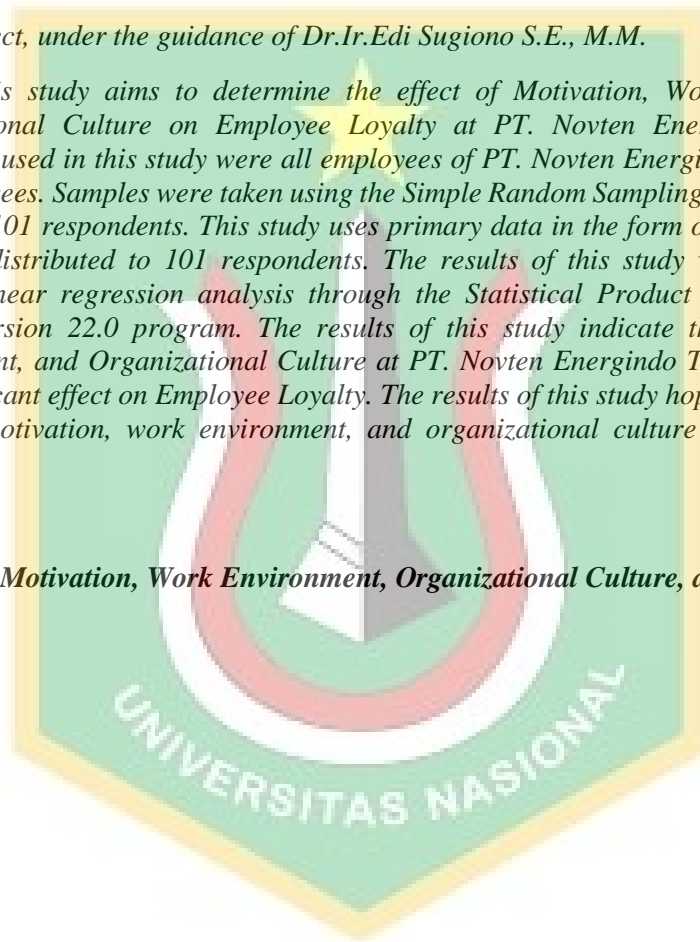 ect, under the guidance of Dr.Ir.Edi Sugiono S.E., M.M.
s study aims to determine the effect of Motivation, Wo
onal Culture on Employee Loyalty at PT. Novten Ener
used in this study were all employees of PT. Novten Energi
ees. Samples were taken using the Simple Random Sampling
101 respondents. This study uses primary data in the form o
distributed to 101 respondents. The results of this study
near regression analysis through the Statistical Product
rsion 22.0 program. The results of this study indicate th
nt, and Organizational Culture at PT. Novten Energindo T
cant effect on Employee Loyalty. The results of this study hop
otivation, work environment, and organizational culture
Motivation, Work Environment, Organizational Culture, a
UNIVERSITAS NASIONAL